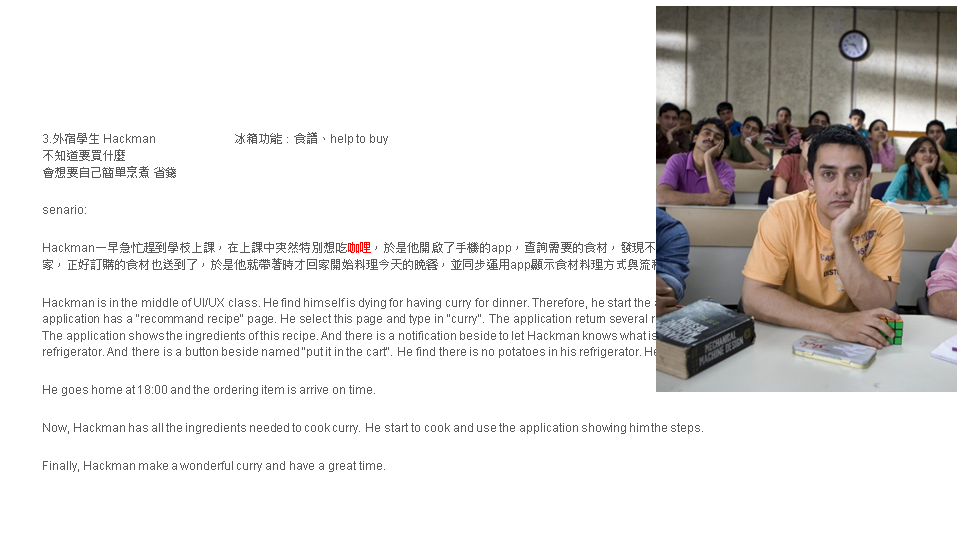 3.外宿學生 Hackman 冰箱功能：食譜、help to buy
不知道要買什麼
會想要自己簡單烹煮 省錢
senario:
Hackman一早急忙趕到學校上課，在上課中突然特別想吃咖哩，於是他開啟了手機的app，查詢需要的食材，發現不
家，正好訂購的食材也送到了，於是他就帶著時才回家開始料理今天的晚餐，並同步運用app顯示食材料理方式與流程
Hackman is in the middle of UI/UX class. He find himself is dying for having curry for dinner. Therefore, he start the
application has a "recommand recipe" page. He select this page and type in "curry". The application return several r
The application shows the ingredients of this recipe. And there is a notification beside to let Hackman knows what is
refrigerator. And there is a button beside named "put it in the cart". He find there is no potatoes in his refrigerator. He
He goes home at 18:00 and the ordering item is arrive on time.
Now, Hackman has all the ingredients needed to cook curry. He start to cook and use the application showing him the steps.
Finally, Hackman make a wonderful curry and have a great time.
MECHANICAL
MACHINE DESIGN